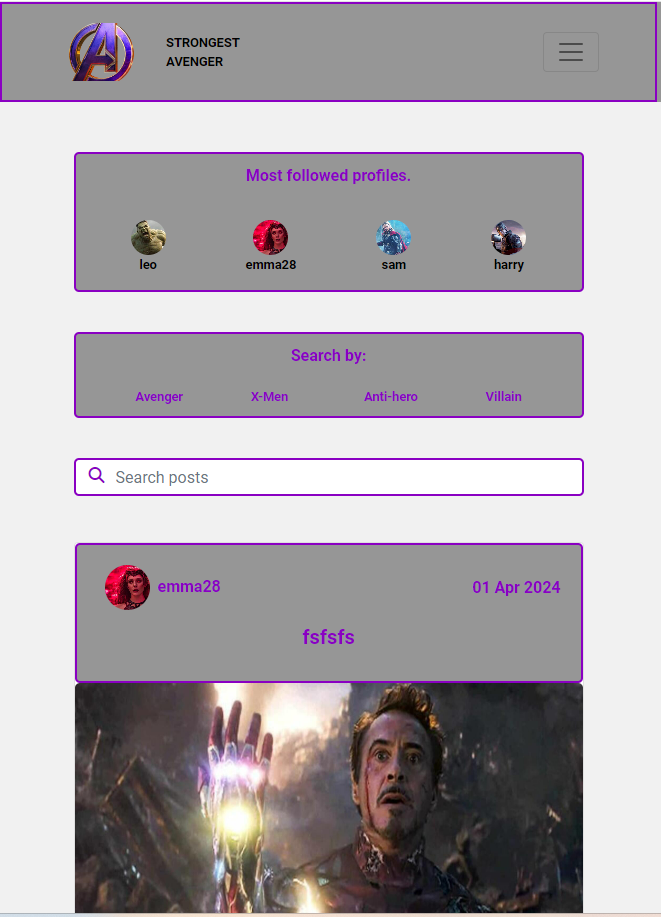 STRONGEST
AVENGER
Most followed profiles.
leo emma28 sam harry
Search by:
Avenger X-Men Anti-hero Villain
Search posts
emma28 01 Apr 2024
fsfsfs